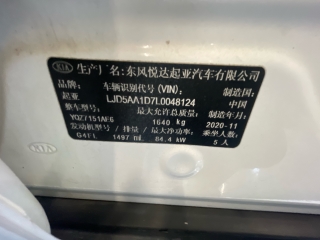 KIA 生产厂名:东风悦达起亚汽车有限公司
品牌: 车辆识别代号(VIN): 制造国:
起亚 LJD5AA1D7L0048124 中国
整车型号: 最大允许总质量: 制造年月:
YQZ7151AE6 1640 kg 2020-11
发动机型号/排量/最大净功率: 乘坐人数:
G4FL 1497 mL 84.4 kW 5人
KIA